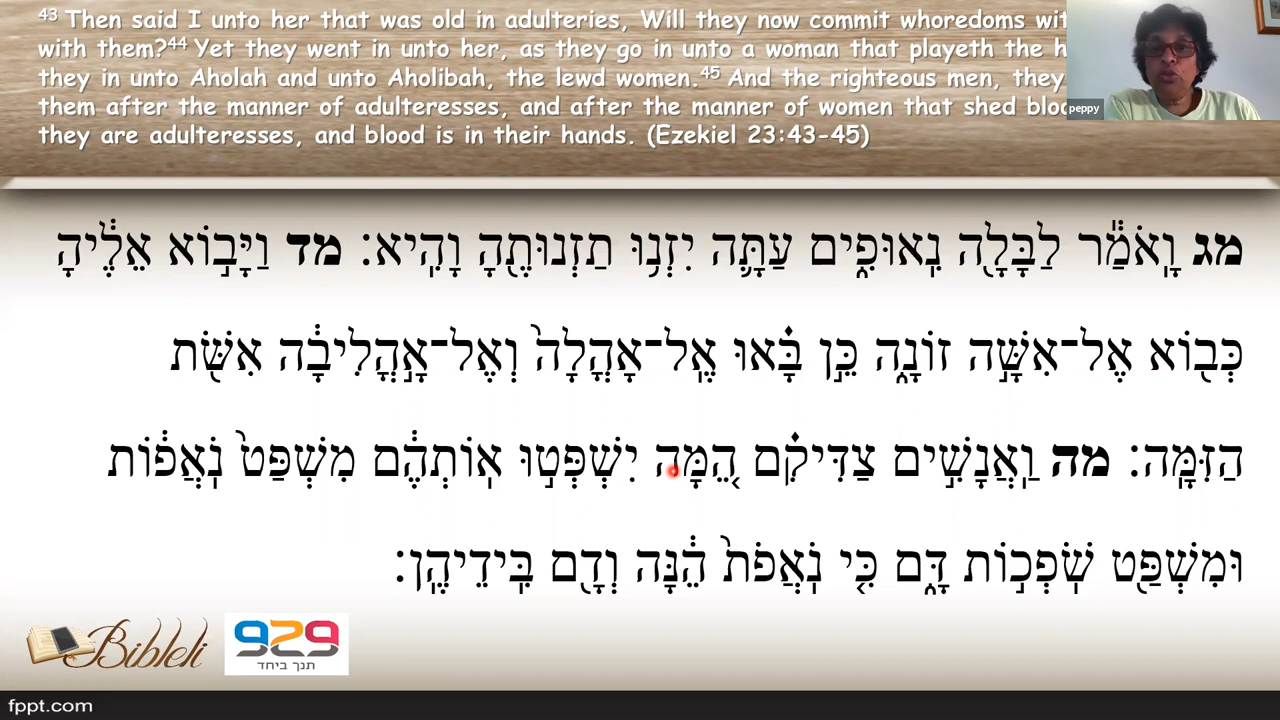 43 Then said I unto her that was old in adulteries, Will they now commit whoredoms
with them?44 Yet they went in unto her, as they go in unto a woman that playeth the
they in unto Aholah and unto Aholibah, the lewd women.45 And the righteous men, they
them after the manner of adulteresses, and after the manner of women that shed
they are adulteresses, and blood is in their hands. (Ezekiel 23:43-45)
peppy
מג וָאֹמַ֕ר לַבָּלָ֖ה נִֽאוּפִ֑ים עַתָּ֛ה יִזְנ֥וּ תַזְנוּתֶ֖הָ וָהִֽיא׃ מד וַיָּב֣וֹא אֵלֶ֔יהָ
כְּב֖וֹא אֶל־אִשָּׁ֣ה זוֹנָ֑ה כֵּ֣ן בָּ֗אוּ אֶֽל־אָהֳלָה֙ וְאֶל־אָ֣הֳלִיבָ֔ה אִשֹּׁ֖ת
הַזִּמָּֽה׃ מה וַאֲנָשִׁ֣ים צַדִּיקִ֗ם הֵ֚מָּה יִשְׁפְּט֣וּ אֽוֹתְהֶ֔ם מִשְׁפַּט֙ נֽ͏ֹאֲפ֔וֹת
וּמִשְׁפַּ֖ט שֹׁפְכ֣וֹת דָּ֑ם כִּ֤י נֹֽאֲפֹת֙ הֵ֔נָּה וְדָ֖ם בִּֽידֵיהֶֽן׃
Bibleli
929
תנך ביחד
fppt.com